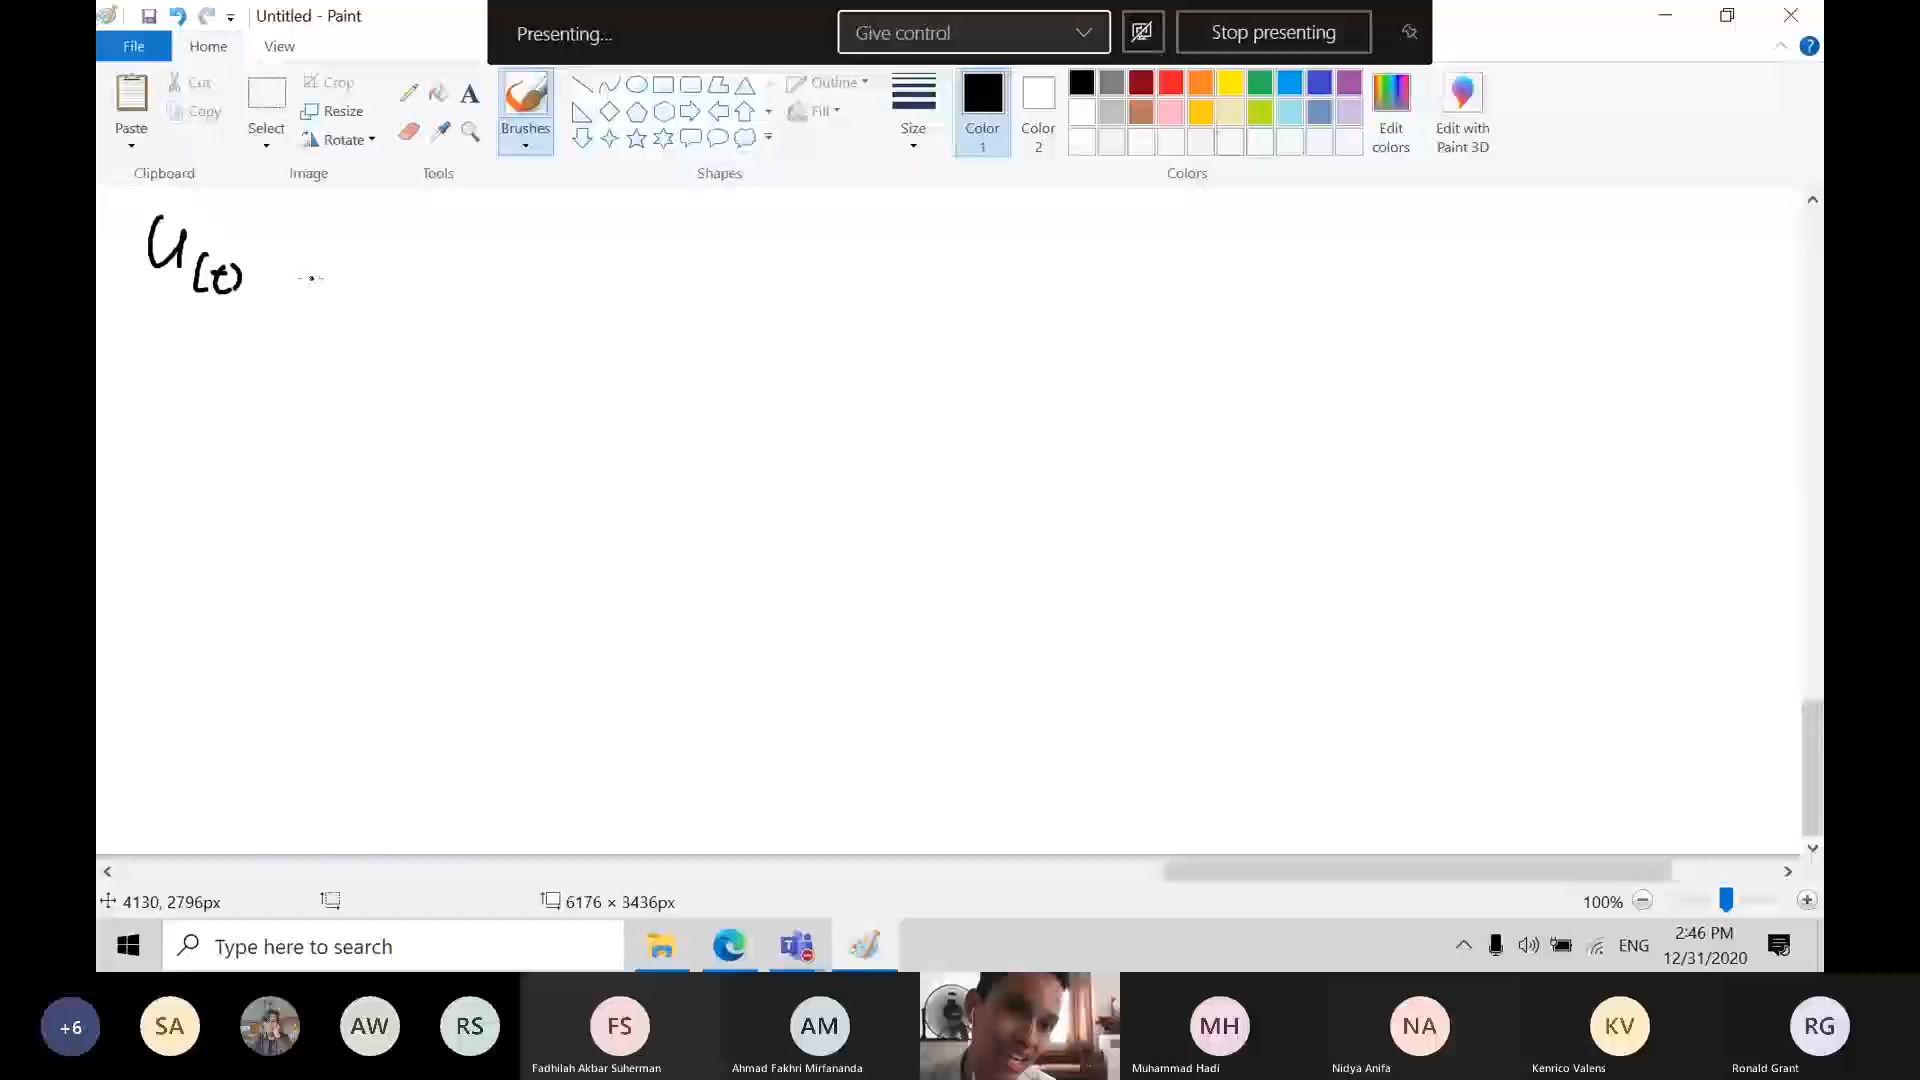 Untitled - Paint
Presenting...
Give control
Stop presenting
File
Home
View
Paste
Cut
Copy
Clipboard
Select
Crop
Resize
Rotate
Image
Tools
Brushes
Shapes
Outline
Fill
Size
Color 1
Color 2
Colors
Edit colors
Edit with Paint 3D
U(t)
4130, 2796px
6176 × 3436px
100%
Type here to search
ENG
2:46 PM
12/31/2020
+6
SA
AW
RS
FS
Fadhilah Akbar Suherman
AM
Ahmad Fakhri Mirfananda
MH
Muhammad Hadi
NA
Nidya Anifa
KV
Kenrico Valens
RG
Ronald Grant